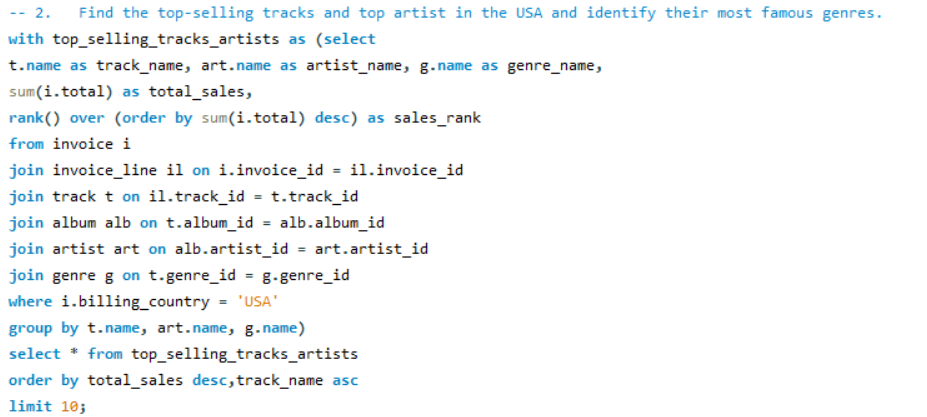 -- 2.   Find the top-selling tracks and top artist in the USA and identify their most famous genres.
with top_selling_tracks_artists as (select
t.name as track_name, art.name as artist_name, g.name as genre_name,
sum(i.total) as total_sales,
rank() over (order by sum(i.total) desc) as sales_rank
from invoice i
join invoice_line il on i.invoice_id = il.invoice_id
join track t on il.track_id = t.track_id
join album alb on t.album_id = alb.album_id
join artist art on alb.artist_id = art.artist_id
join genre g on t.genre_id = g.genre_id
where i.billing_country = 'USA'
group by t.name, art.name, g.name)
select * from top_selling_tracks_artists
order by total_sales desc,track_name asc
limit 10;